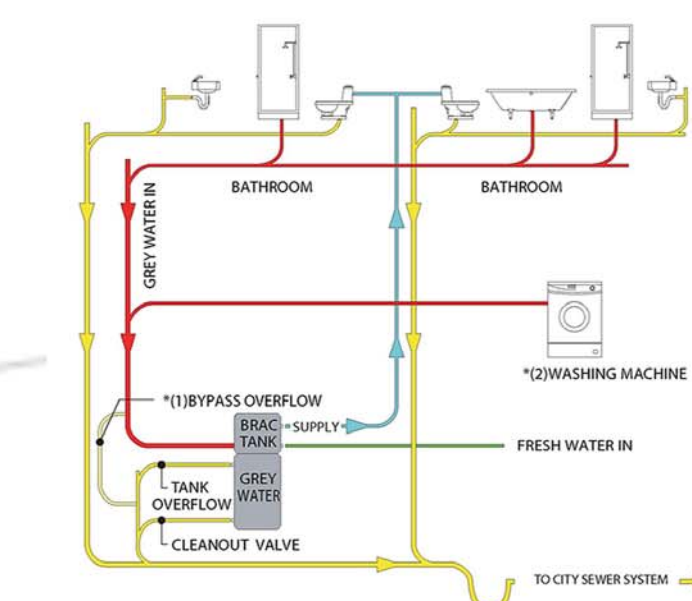 BATHROOM
BATHROOM
GREY WATER IN
*(2)WASHING MACHINE
*(1)BYPASS OVERFLOW
BRAC
TANK
SUPPLY
FRESH WATER IN
GREY
WATER
TANK
OVERFLOW
CLEANOUT VALVE
TO CITY SEWER SYSTEM